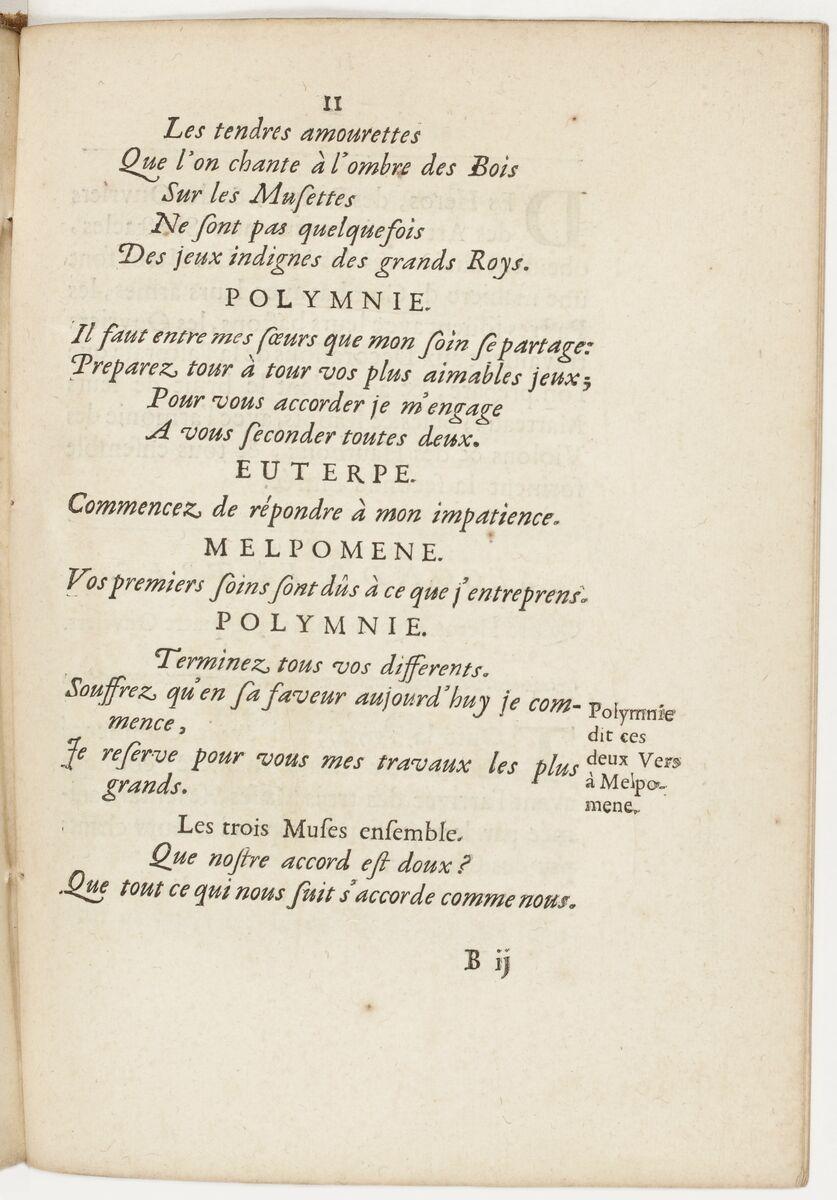 11
Les tendres amourettes
Que l'on chante à l'ombre des Bois
Sur les Muſettes
Ne ſont pas quelquefois
Des jeux indignes des grands Roys.
POLYMNIE.
Il faut entre mes ſœurs que mon ſoin ſe partage:
Preparez tour à tour vos plus aimables jeux;
Pour vous accorder je m'engage
A vous ſeconder toutes deux.
EUTERPE.
Commencez de répondre à mon impatience.
MELPOMENE.
Vos premiers ſoins ſont dûs à ce que j'entreprens.
POLYMNIE.
Terminez tous vos differents.
Souffrez qu'en ſa faveur aujourd'huy je com-
mence,
Je reſerve pour vous mes travaux les plus
grands.
Polymnie
dit ces
deux Vers
à Melpo-
mene.
Les trois Muſes enſemble.
Que noſtre accord eſt doux?
Que tout ce qui nous ſuit s'accorde comme nous.
B ij